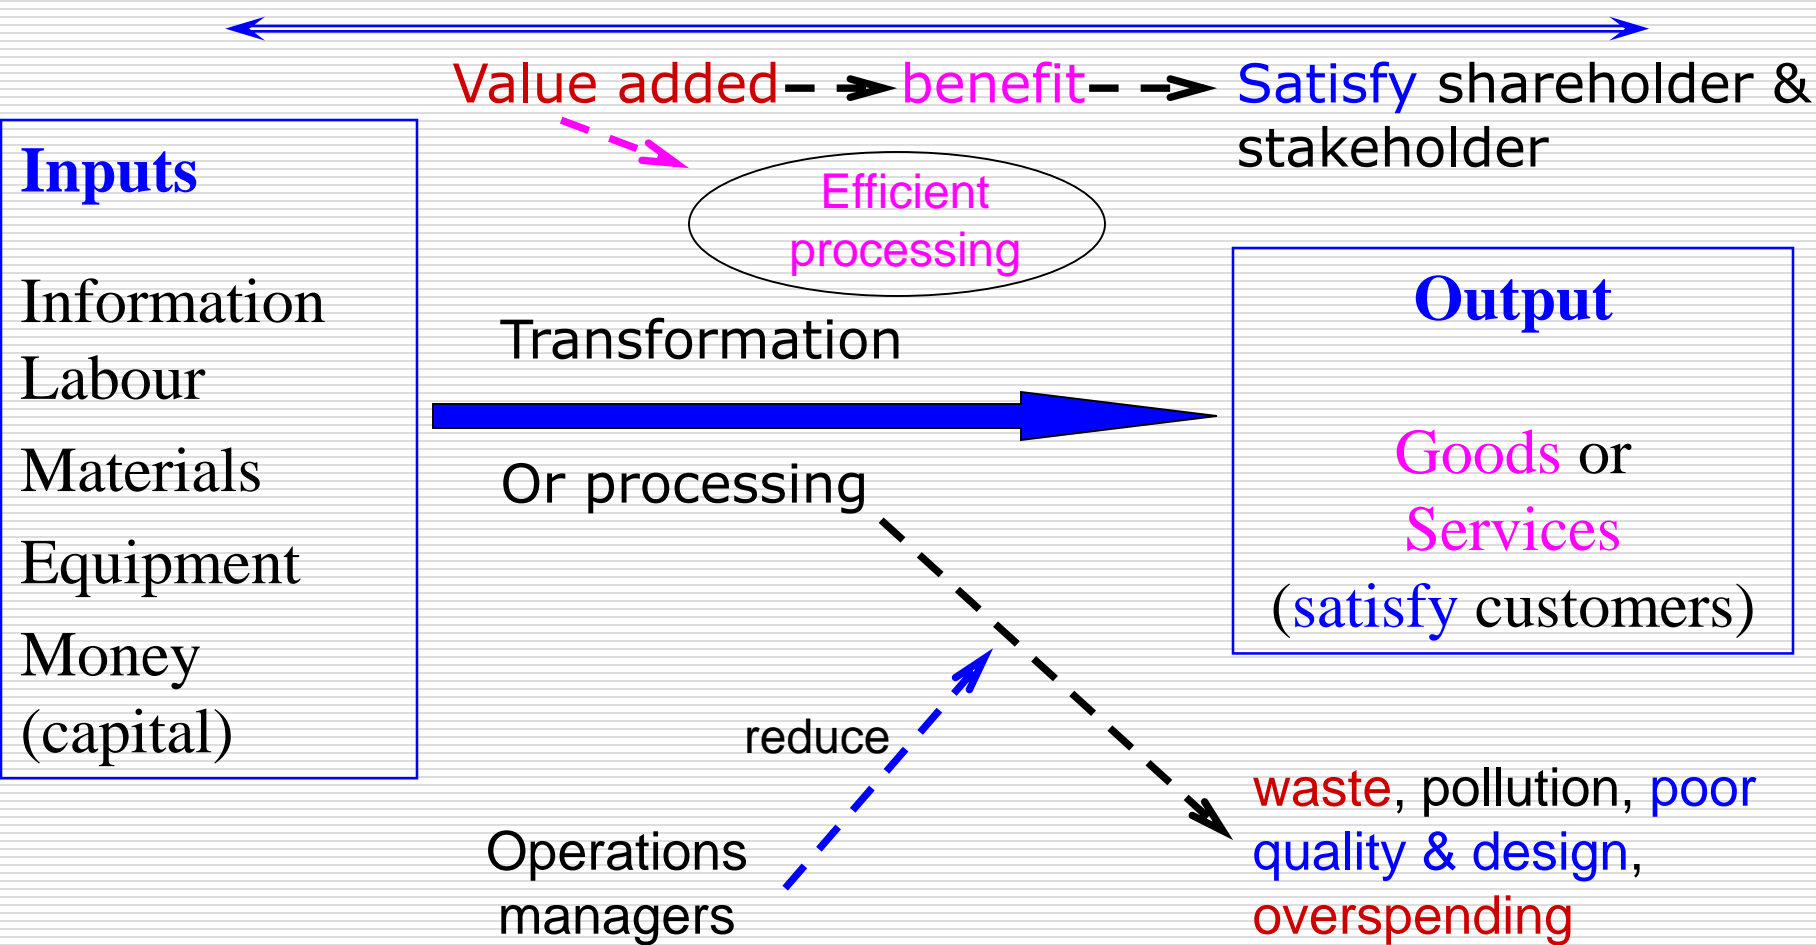 Value added benefit Satisfy shareholder &
stakeholder
Inputs
Information
Labour
Materials
Equipment
Money
(capital)
Efficient
processing
Transformation
Or processing
Output
Goods or
Services
(satisfy customers)
reduce
Operations
managers
waste, pollution, poor
quality & design,
overspending